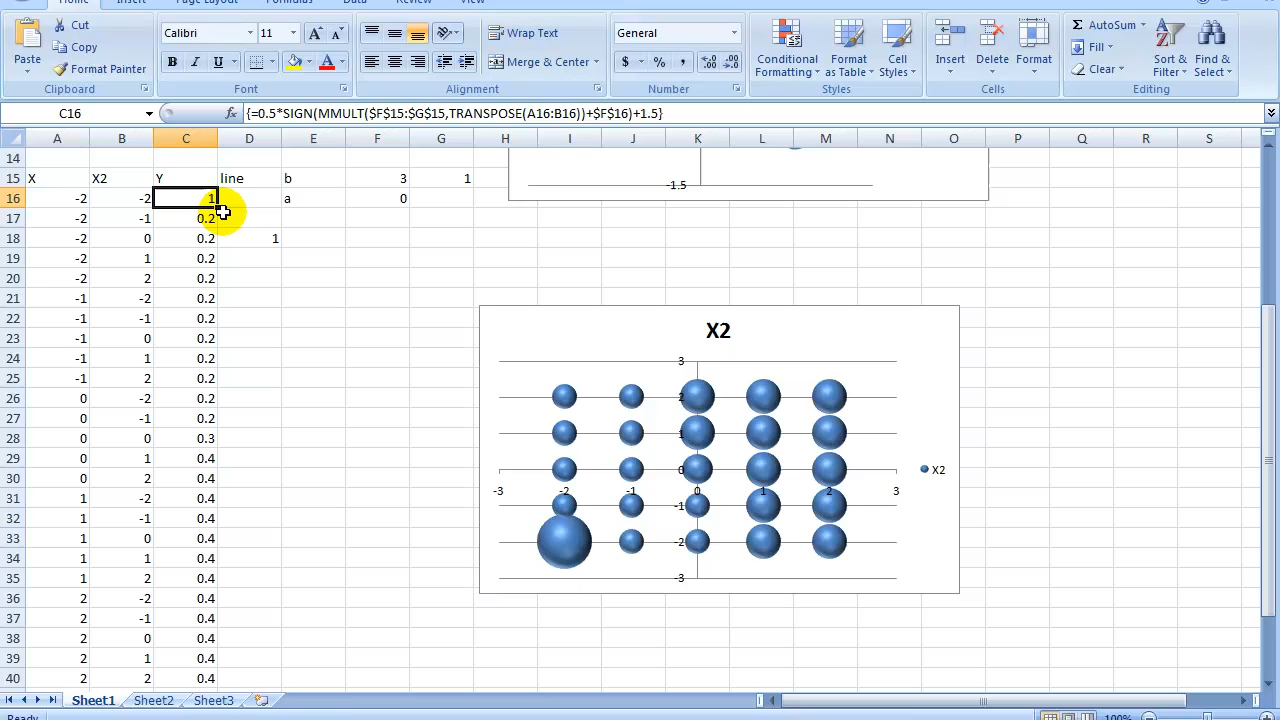 Home Insert Page Layout Formulas Data Review View
Paste
Cut
Copy
Format Painter
Clipboard
Calibri 11 A A
B I U A
Font
Wrap Text
Merge & Center
Alignment
General
$ % ,
Number
Conditional Formatting
Format as Table
Cell Styles
Styles
Insert Delete Format
Cells
Σ AutoSum
Fill
Clear
Sort & Filter
Find & Select
Editing
C16 fx {=0.5*SIGN(MMULT($F$15:$G$15,TRANSPOSE(A16:B16))+$F$16)+1.5}
A B C D E F G H I J K L M N O P Q R S
14
15 X X2 Y line b 3 1
16 -2 -2 1 a 0
17 -2 -1 0.2
18 -2 0 0.2 1
19 -2 1 0.2
20 -2 2 0.2
21 -1 -2 0.2
22 -1 -1 0.2
23 -1 0 0.2
24 -1 1 0.2
25 -1 2 0.2
26 0 -2 0.2
27 0 -1 0.2
28 0 0 0.3
29 0 1 0.4
30 0 2 0.4
31 1 -2 0.4
32 1 -1 0.4
33 1 0 0.4
34 1 1 0.4
35 1 2 0.4
36 2 -2 0.4
37 2 -1 0.4
38 2 0 0.4
39 2 1 0.4
40 2 2 0.4
-1.5
X2
3
2
1
0
-3 -2 -1 0 1 2 3
-1
-2
-3
X2
Sheet1 Sheet2 Sheet3
Ready 100%